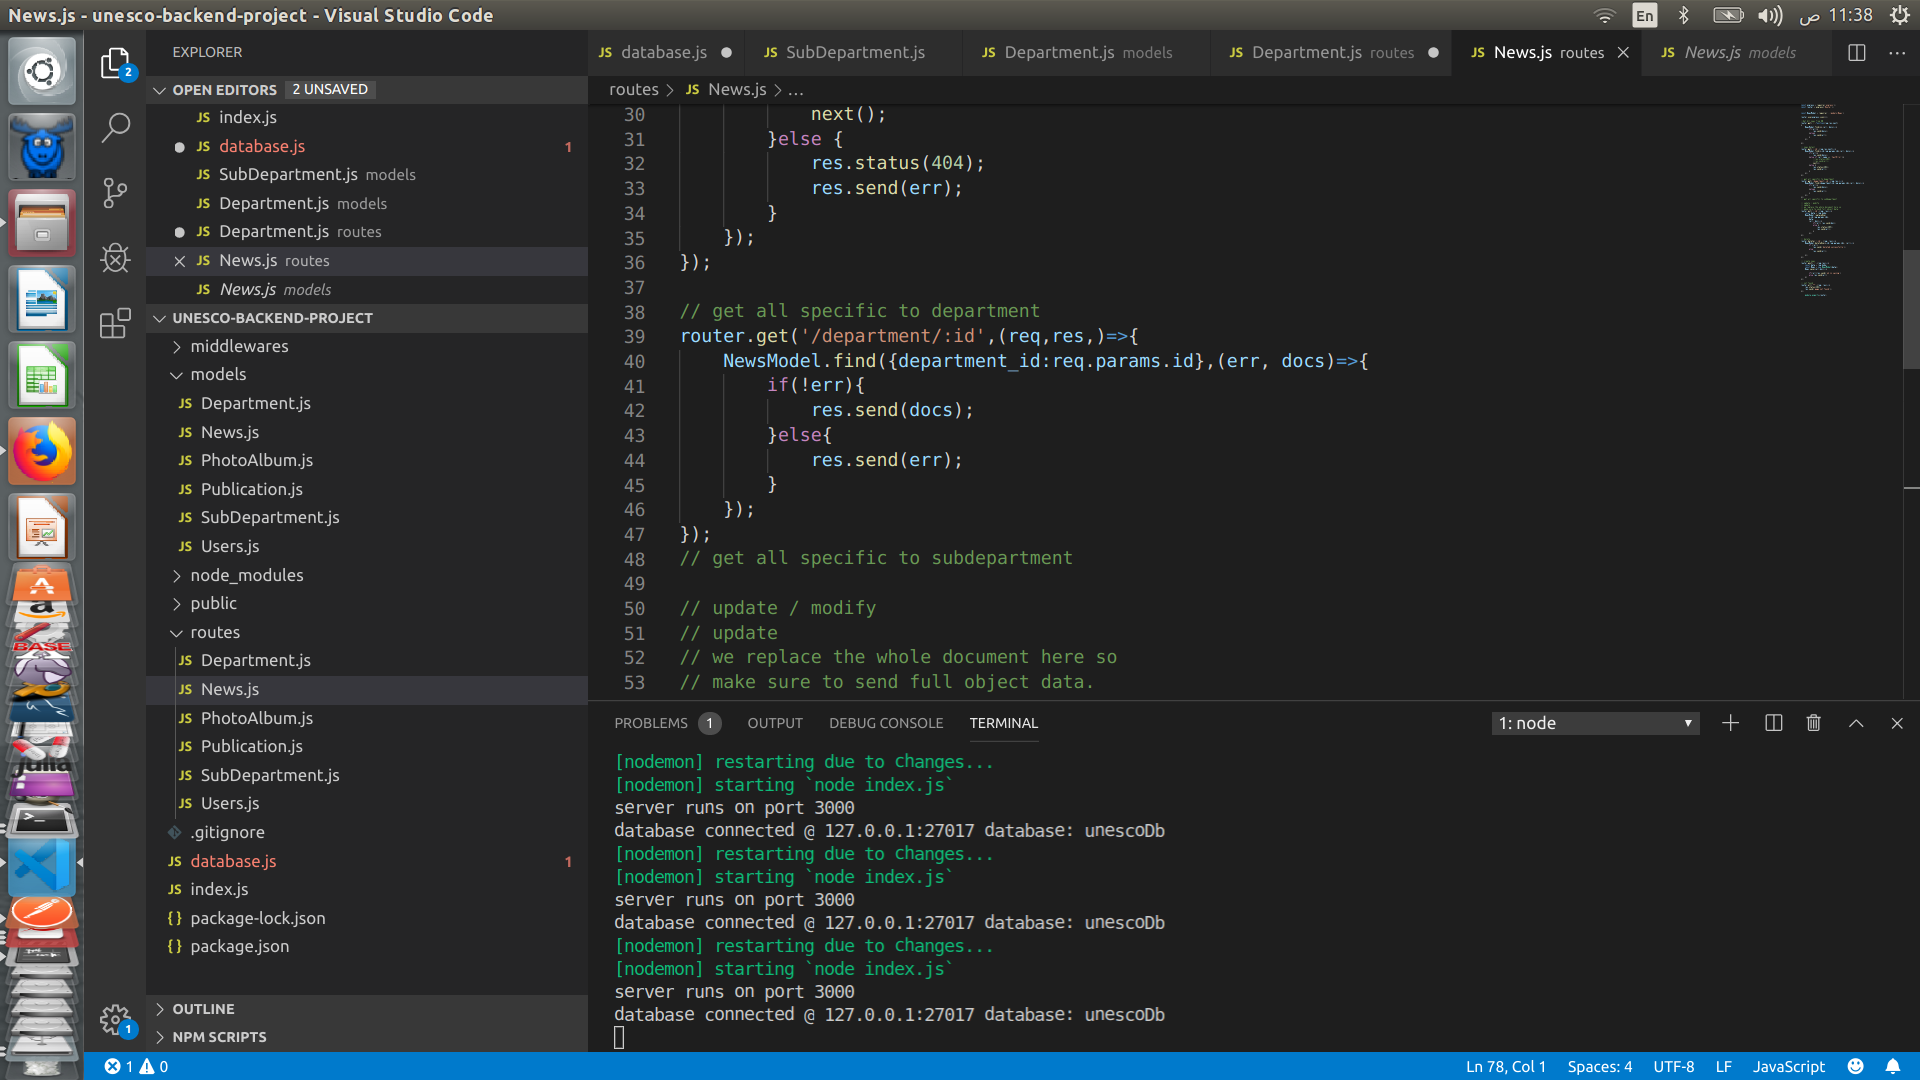 News.js - unesco-backend-project - Visual Studio Code
En
ص 11:38
EXPLORER
OPEN EDITORS 2 UNSAVED
JS index.js
JS database.js 1
JS SubDepartment.js models
JS Department.js models
JS Department.js routes
JS News.js routes
JS News.js models
UNESCO-BACKEND-PROJECT
middlewares
models
JS Department.js
JS News.js
JS PhotoAlbum.js
JS Publication.js
JS SubDepartment.js
JS Users.js
node_modules
public
routes
JS Department.js
JS News.js
JS PhotoAlbum.js
JS Publication.js
JS SubDepartment.js
JS Users.js
.gitignore
JS database.js 1
JS index.js
{} package-lock.json
{} package.json
OUTLINE
NPM SCRIPTS
2
1
JS database.js
JS SubDepartment.js
JS Department.js models
JS Department.js routes
JS News.js routes
JS News.js models
routes > JS News.js > ...
30 next();
31 }else {
32 res.status(404);
33 res.send(err);
34 }
35 });
36 });
37
38 // get all specific to department
39 router.get('/department/:id',(req,res,)=>{
40 NewsModel.find({department_id:req.params.id},(err, docs)=>{
41 if(!err){
42 res.send(docs);
43 }else{
44 res.send(err);
45 }
46 });
47 });
48 // get all specific to subdepartment
49
50 // update / modify
51 // update
52 // we replace the whole document here so
53 // make sure to send full object data.
PROBLEMS 1 OUTPUT DEBUG CONSOLE TERMINAL 1: node
[nodemon] restarting due to changes...
[nodemon] starting `node index.js`
server runs on port 3000
database connected @ 127.0.0.1:27017 database: unescoDb
[nodemon] restarting due to changes...
[nodemon] starting `node index.js`
server runs on port 3000
database connected @ 127.0.0.1:27017 database: unescoDb
[nodemon] restarting due to changes...
[nodemon] starting `node index.js`
server runs on port 3000
database connected @ 127.0.0.1:27017 database: unescoDb
1 0
Ln 78, Col 1 Spaces: 4 UTF-8 LF JavaScript
BASE
julia